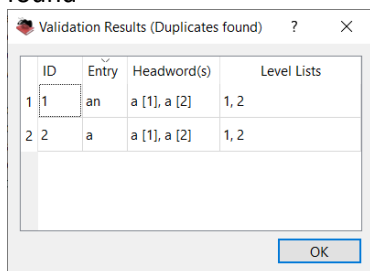 found
Validation Results (Duplicates found) ? ×
ID Entry Headword(s) Level Lists
1 1 an a [1], a [2] 1, 2
2 2 a a [1], a [2] 1, 2
OK